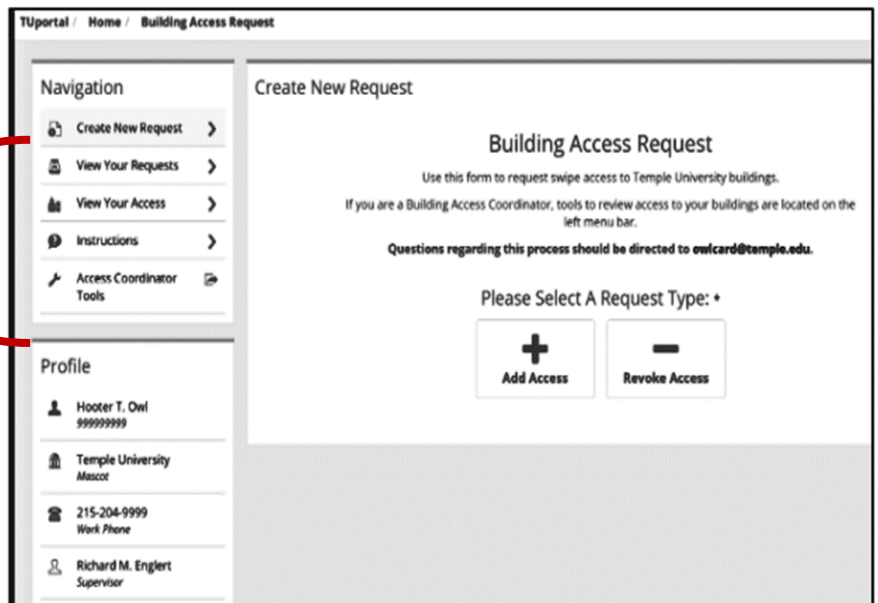 TUportal / Home / Building Access Request
Navigation
Create New Request
View Your Requests
View Your Access
Instructions
Access Coordinator
Tools
Profile
Hooter T. Owl
999999999
Temple University
Mascot
215-204-9999
Work Phone
Richard M. Englert
Supervisor
Create New Request
Building Access Request
Use this form to request swipe access to Temple University buildings.
If you are a Building Access Coordinator, tools to review access to your buildings are located on the
left menu bar.
Questions regarding this process should be directed to owlcard@temple.edu.
Please Select A Request Type: *
Add Access
Revoke Access